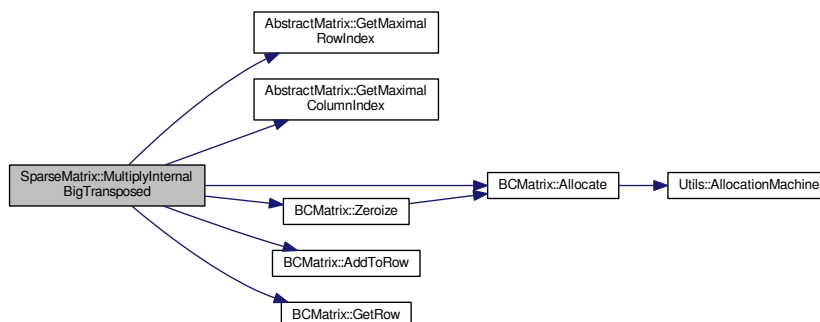 AbstractMatrix::GetMaximal
RowIndex
AbstractMatrix::GetMaximal
ColumnIndex
SparseMatrix::MultiplyInternal
BigTransposed
BCMatrix::Allocate
Utils::AllocationMachine
BCMatrix::Zeroize
BCMatrix::AddToRow
BCMatrix::GetRow